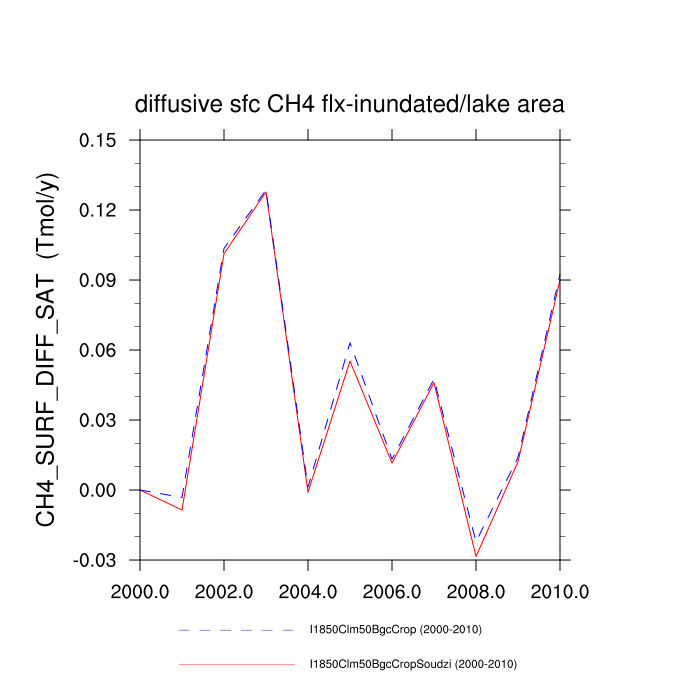 diffusive sfc CH4 flx-inundated/lake area
CH4_SURF_DIFF_SAT (Tmol/y)
0.15
0.12
0.09
0.06
0.03
0.00
-0.03
2000.0 2002.0 2004.0 2006.0 2008.0 2010.0
I1850Clm50BgcCrop (2000-2010)
I1850Clm50BgcCropSoudzi (2000-2010)